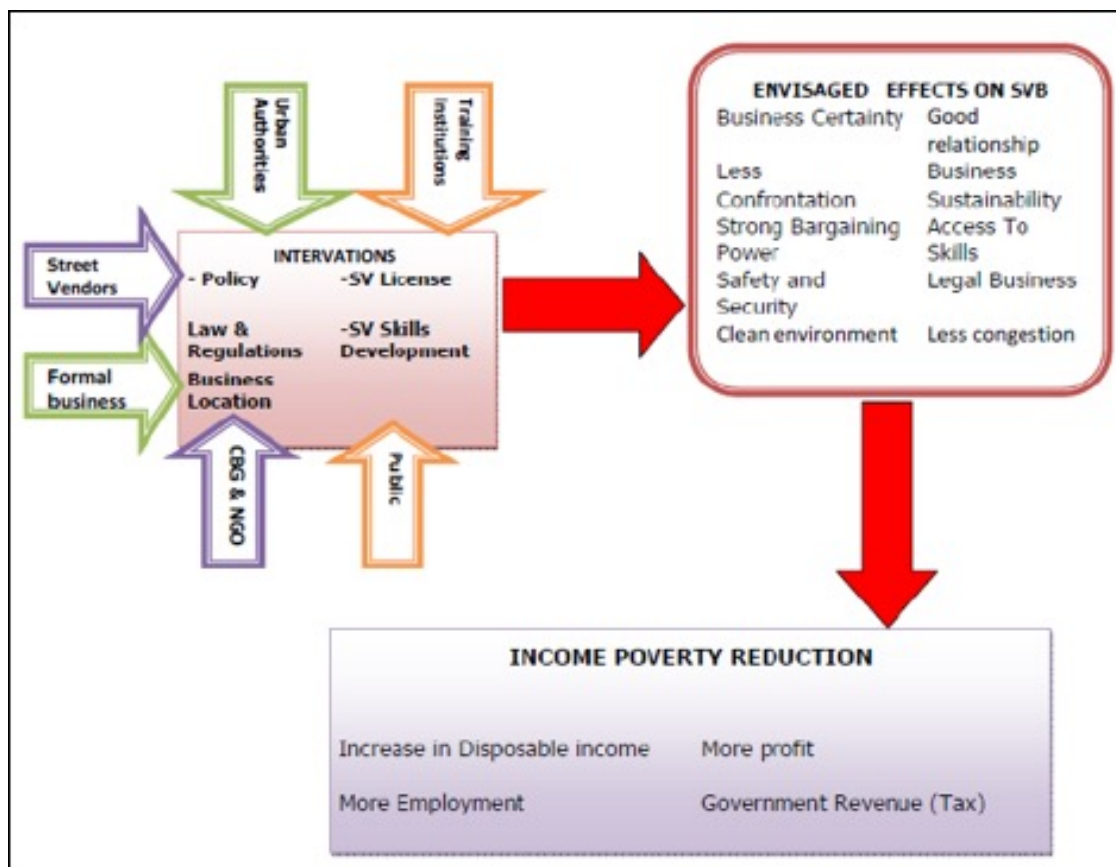 Urban
Authorities
Training
Institutions
Street
Vendors
Formal
business
INTERVATIONS
- Policy
-SV License
Law &
Regulations
-SV Skills
Development
Business
Location
CBG & NGO
Public
ENVISAGED EFFECTS ON SVB
Business Certainty
Good
relationship
Less
Confrontation
Business
Sustainability
Strong Bargaining
Power
Access To
Skills
Safety and
Security
Legal Business
Clean environment
Less congestion
INCOME POVERTY REDUCTION
Increase in Disposable income
More profit
More Employment
Government Revenue (Tax)